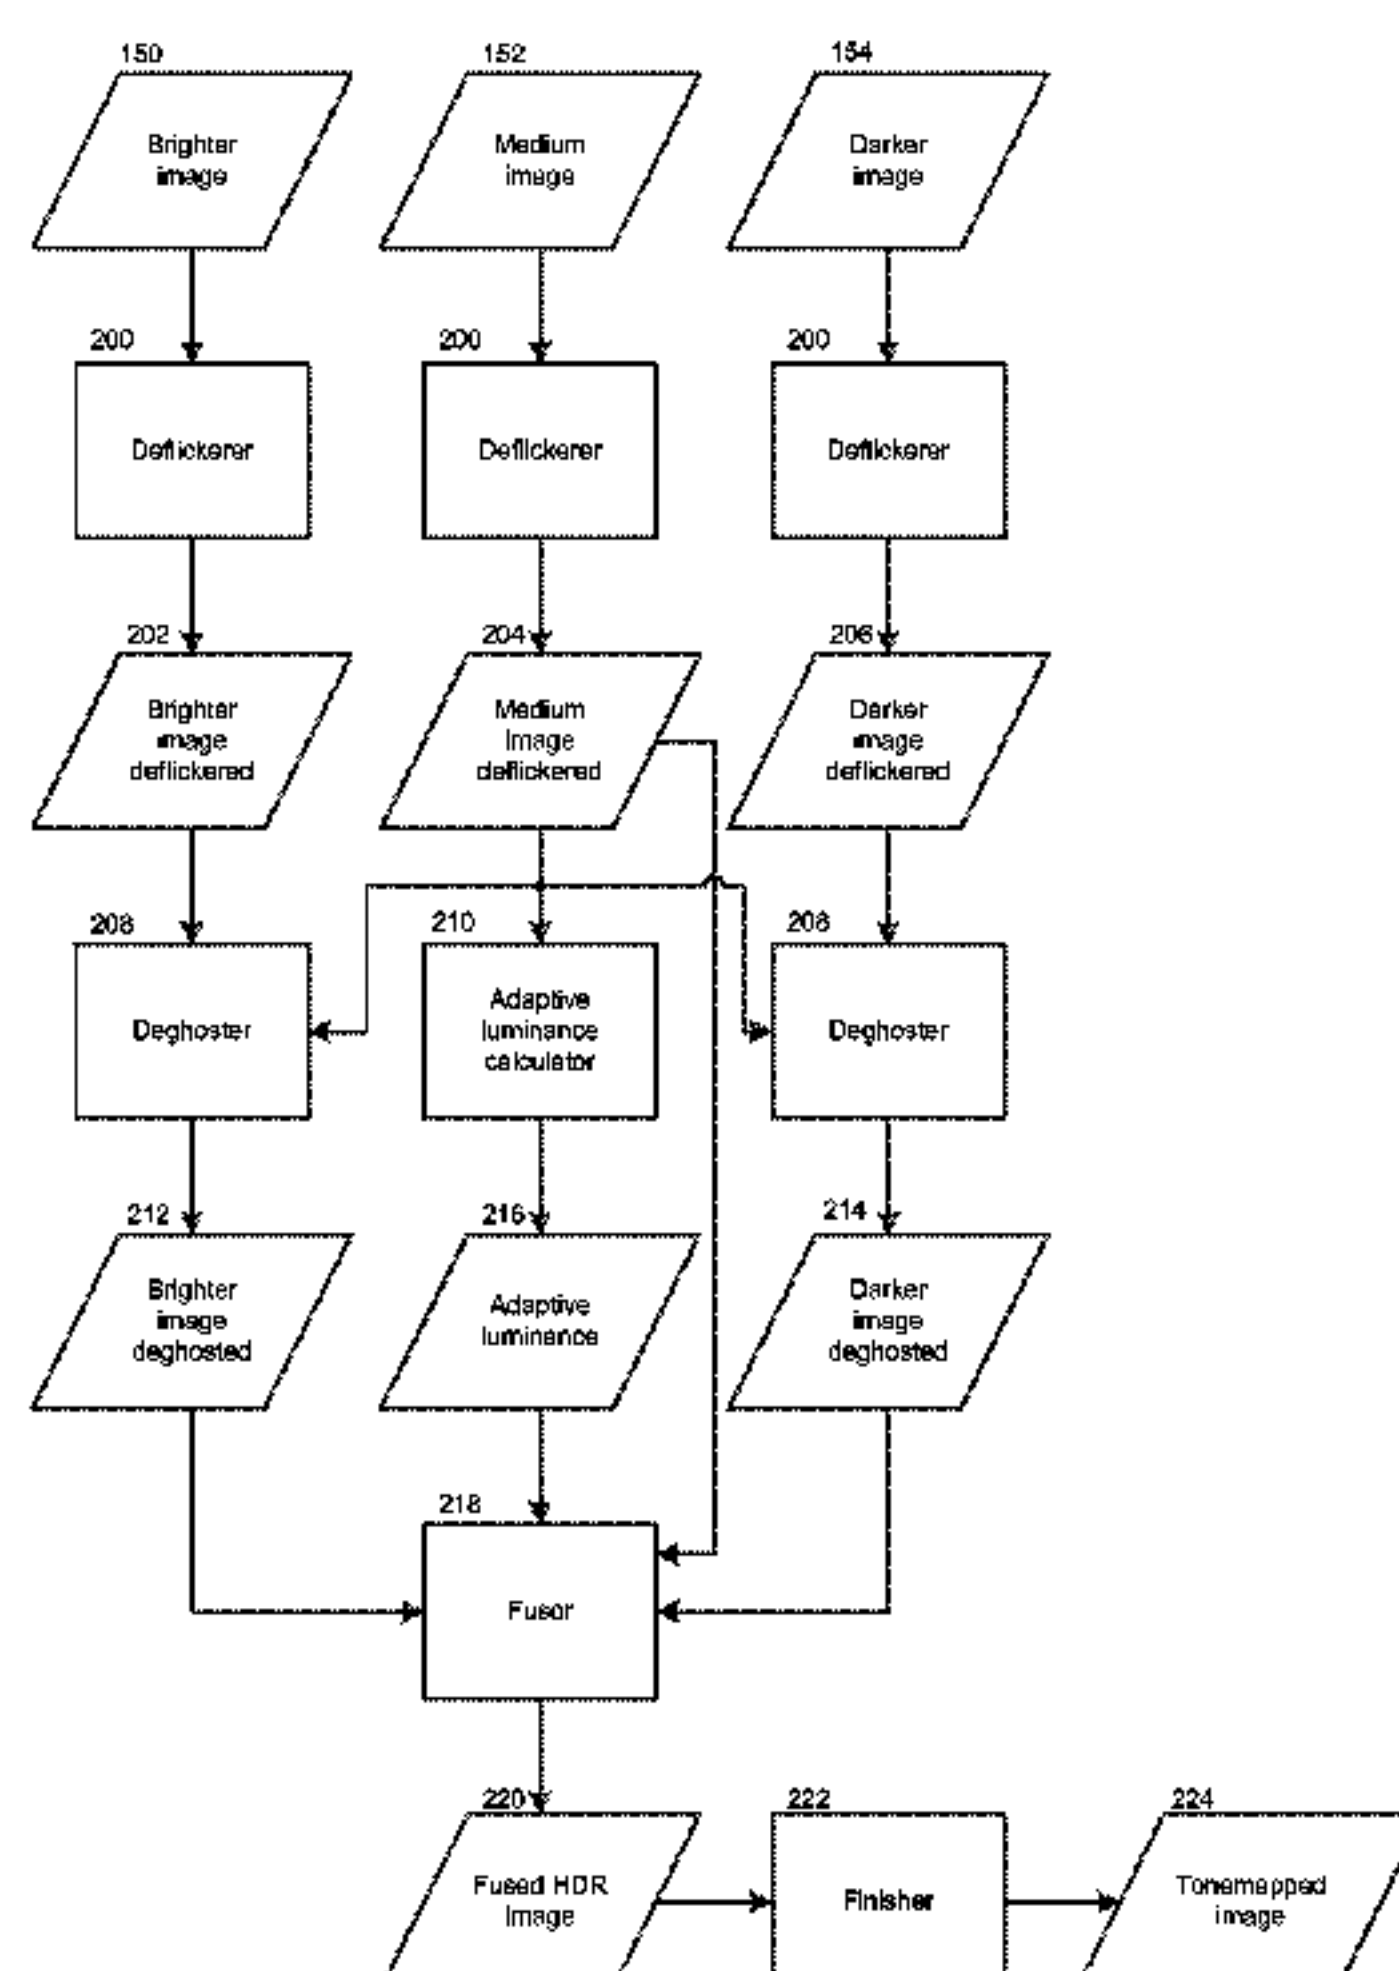 150
152
154
Brighter
image
Medium
image
Darker
image
200
200
200
Deflickerer
Deflickerer
Deflickerer
202
204
206
Brighter
image
deflickered
Medium
Image
deflickered
Darker
image
deflickered
208
210
208
Deghoster
Adaptive
luminance
calculator
Deghoster
212
216
214
Brighter
image
deghosted
Adaptive
luminance
Darker
image
deghosted
218
Fusor
220
222
224
Fused HDR
Image
Finisher
Tonemapped
image